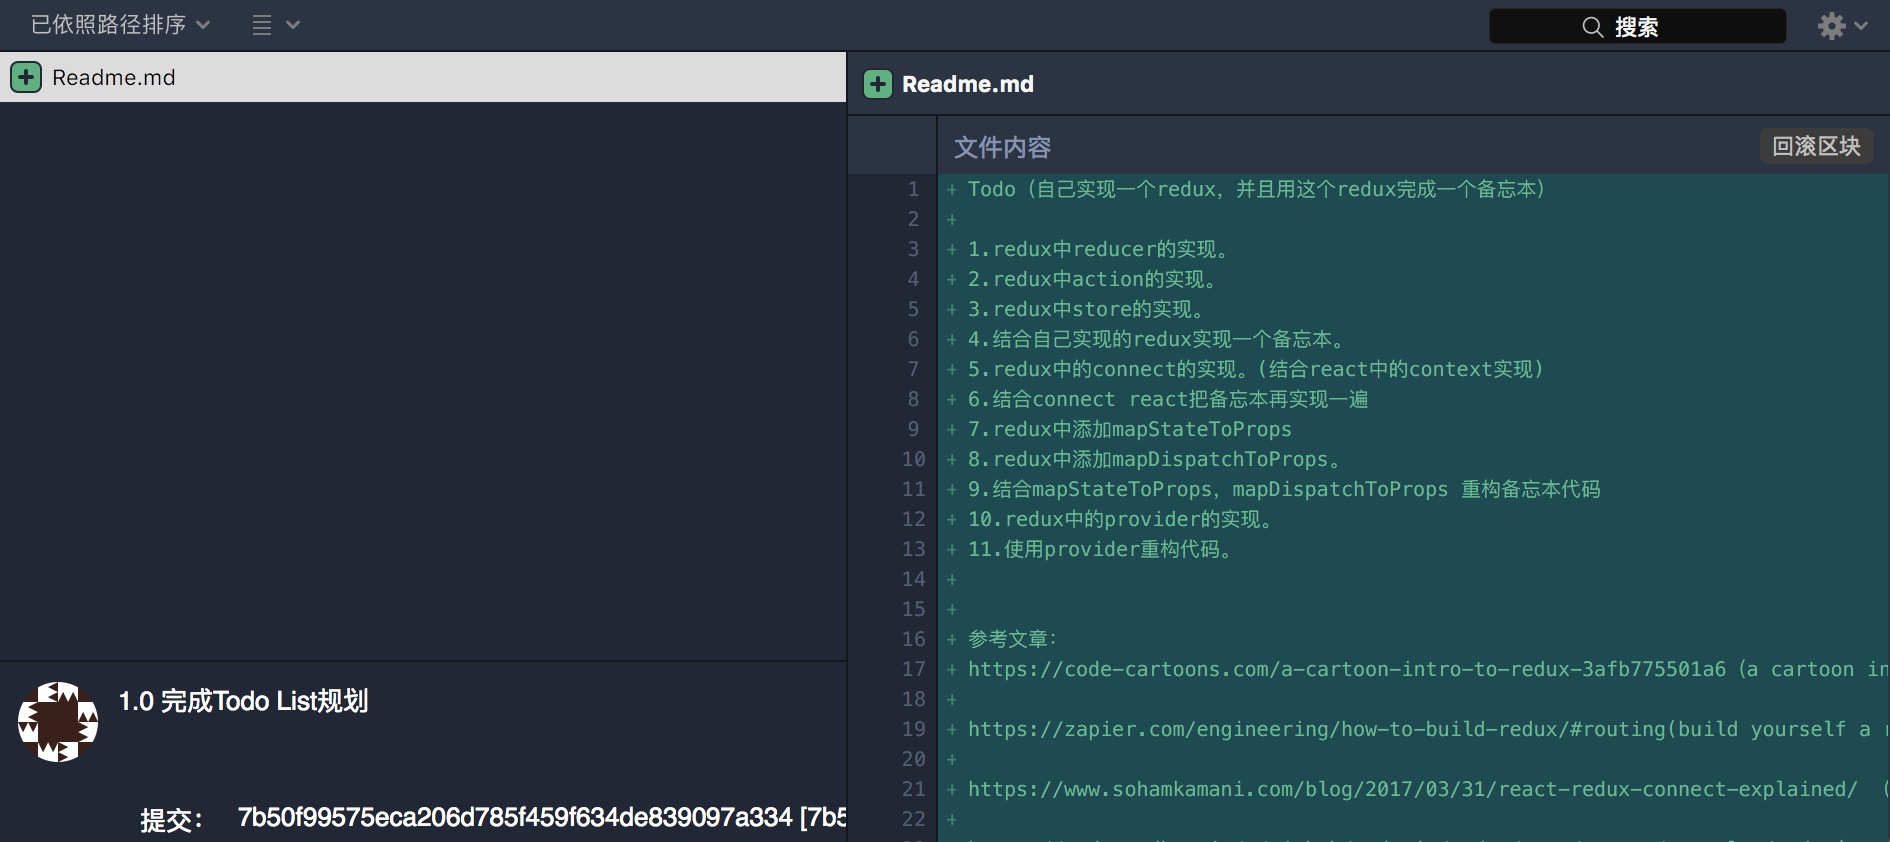 已依照路径排序
搜索
Readme.md
Readme.md
文件内容
回滚区块
1 + Todo（自己实现一个redux，并且用这个redux完成一个备忘本）
2 +
3 + 1.redux中reducer的实现。
4 + 2.redux中action的实现。
5 + 3.redux中store的实现。
6 + 4.结合自己实现的redux实现一个备忘本。
7 + 5.redux中的connect的实现。(结合react中的context实现)
8 + 6.结合connect react把备忘本再实现一遍
9 + 7.redux中添加mapStateToProps
10 + 8.redux中添加mapDispatchToProps。
11 + 9.结合mapStateToProps，mapDispatchToProps 重构备忘本代码
12 + 10.redux中的provider的实现。
13 + 11.使用provider重构代码。
14 +
15 +
16 + 参考文章：
17 + https://code-cartoons.com/a-cartoon-intro-to-redux-3afb775501a6（a cartoon in
18 +
19 + https://zapier.com/engineering/how-to-build-redux/#routing(build yourself a
20 +
21 + https://www.sohamkamani.com/blog/2017/03/31/react-redux-connect-explained/ （
22 +
1.0 完成Todo List规划
提交： 7b50f99575eca206d785f459f634de839097a334 [7b5